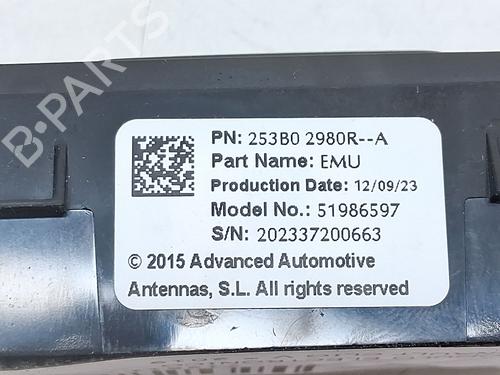 B-PARTS
PN: 253B0 2980R--A
Part Name: EMU
Production Date: 12/09/23
Model No.: 51986597
S/N: 202337200663
© 2015 Advanced Automotive
Antennas, S.L. All rights reserved